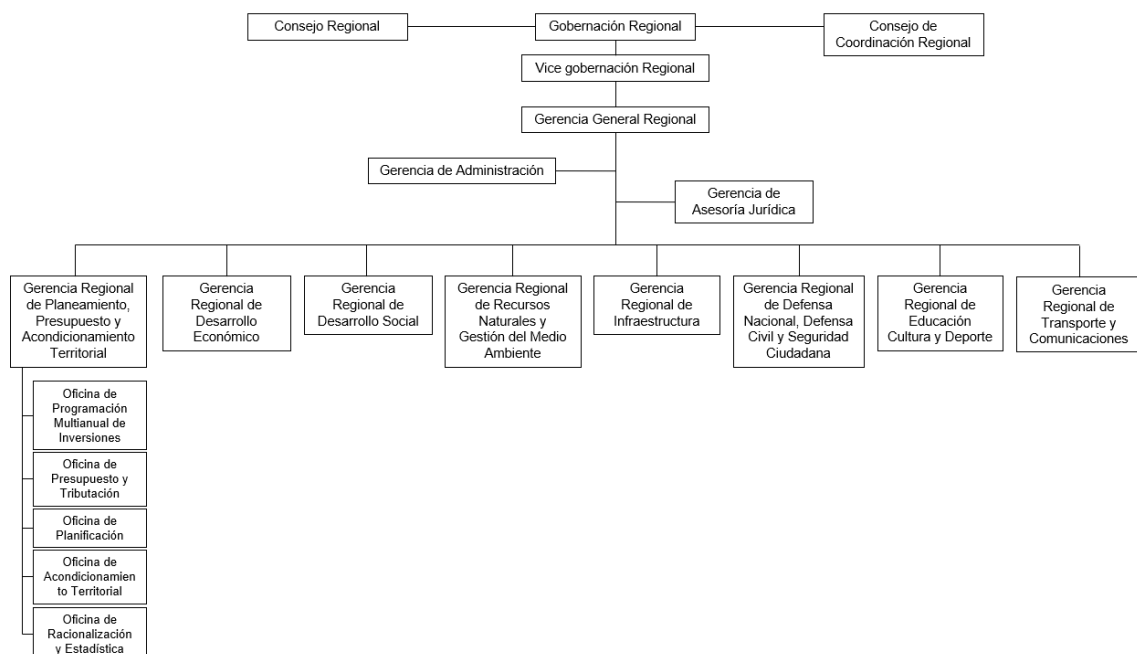 Consejo Regional
Gobernación Regional
Consejo de
Coordinación Regional
Vice gobernación Regional
Gerencia General Regional
Gerencia de Administración
Gerencia de
Asesoría Jurídica
Gerencia Regional
de Planeamiento,
Presupuesto y
Acondicionamiento
Territorial
Gerencia
Regional de
Desarrollo
Económico
Gerencia
Regional de
Desarrollo Social
Gerencia Regional
de Recursos
Naturales y
Gestión del Medio
Ambiente
Gerencia
Regional de
Infraestructura
Gerencia Regional
de Defensa
Nacional, Defensa
Civil y Seguridad
Ciudadana
Gerencia
Regional de
Educación
Cultura y Deporte
Gerencia
Regional de
Transporte y
Comunicaciones
Oficina de
Programación
Multianual de
Inversiones
Oficina de
Presupuesto y
Tributación
Oficina de
Planificación
Oficina de
Acondicionamien
to Territorial
Oficina de
Racionalización
y Estadística